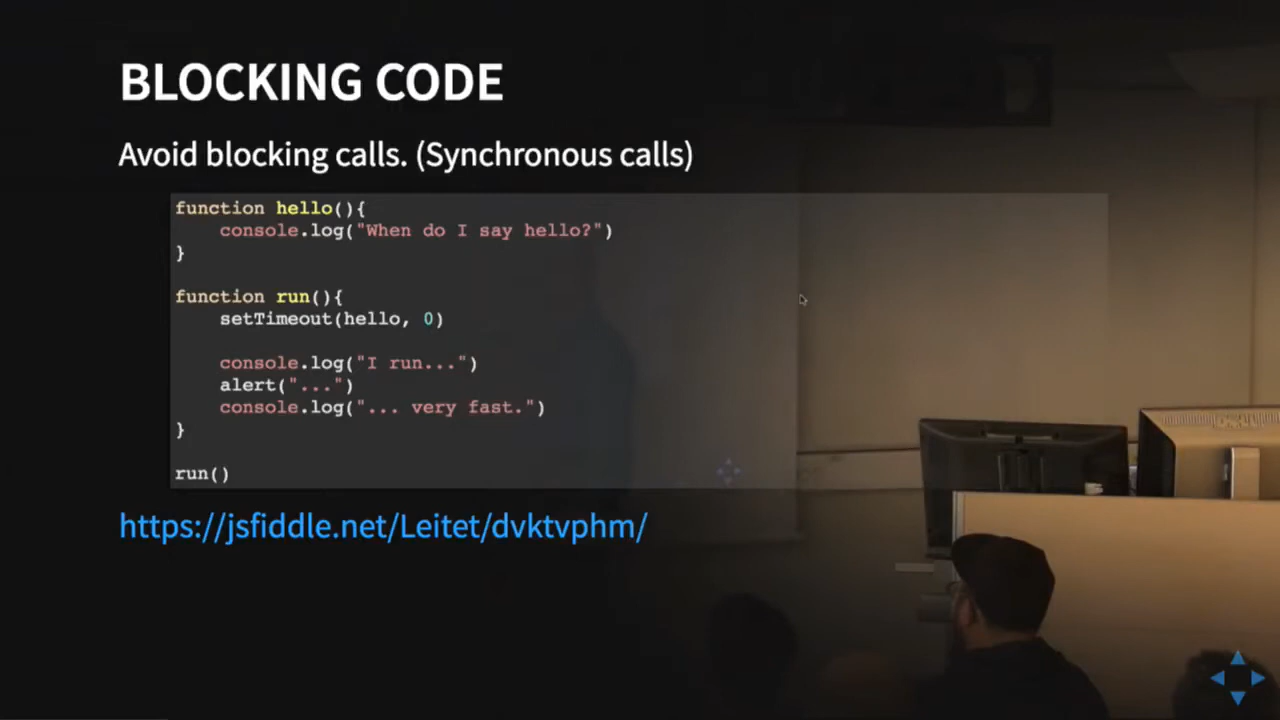 BLOCKING CODE
Avoid blocking calls. (Synchronous calls)
function hello(){
    console.log("When do I say hello?")
}
function run(){
    setTimeout(hello, 0)
    console.log("I run...")
    alert("...")
    console.log("... very fast.")
}
run()
https://jsfiddle.net/Leitet/dvktvphm/